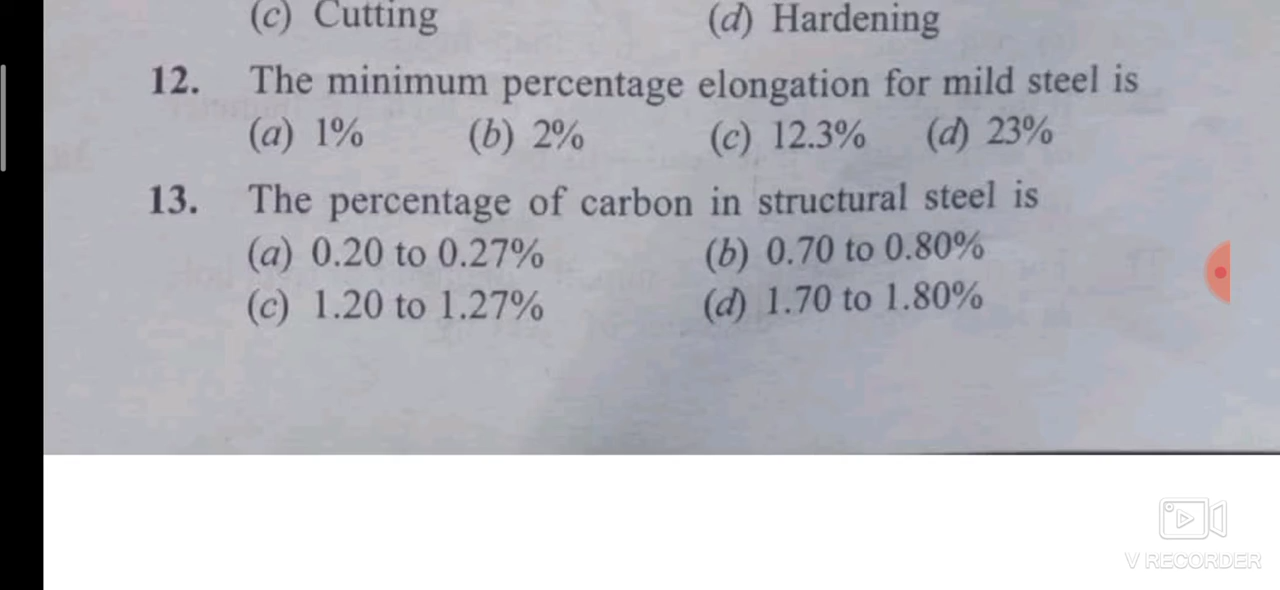 (c) Cutting (d) Hardening
12. The minimum percentage elongation for mild steel is
(a) 1% (b) 2% (c) 12.3% (d) 23%
13. The percentage of carbon in structural steel is
(a) 0.20 to 0.27% (b) 0.70 to 0.80%
(c) 1.20 to 1.27% (d) 1.70 to 1.80%
V RECORDER